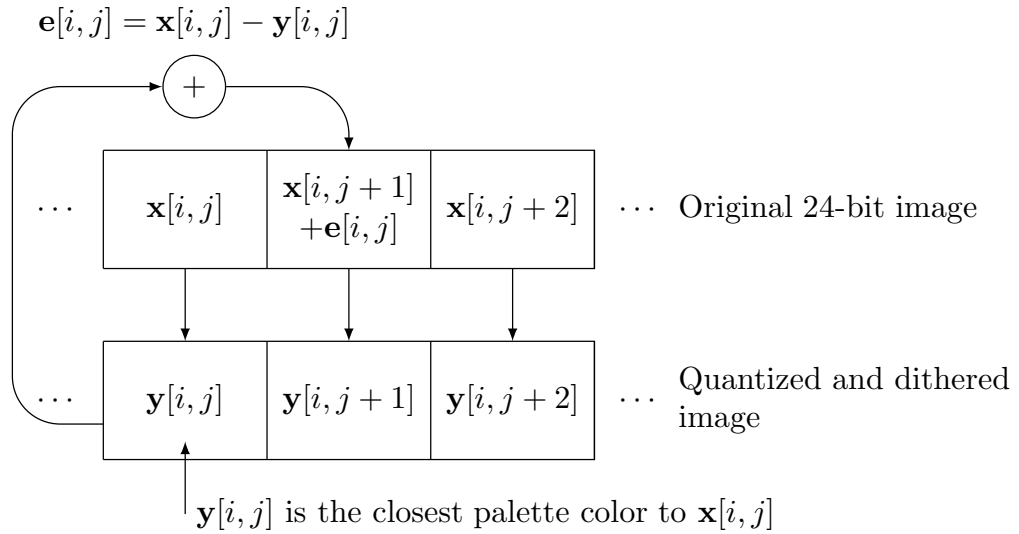 e[i, j] = x[i, j] − y[i, j]
+
··· x[i, j] x[i, j + 1] x[i, j + 2] ··· Original 24-bit image
+e[i, j]
··· y[i, j] y[i, j + 1] y[i, j + 2] ··· Quantized and dithered
image
y[i, j] is the closest palette color to x[i, j]